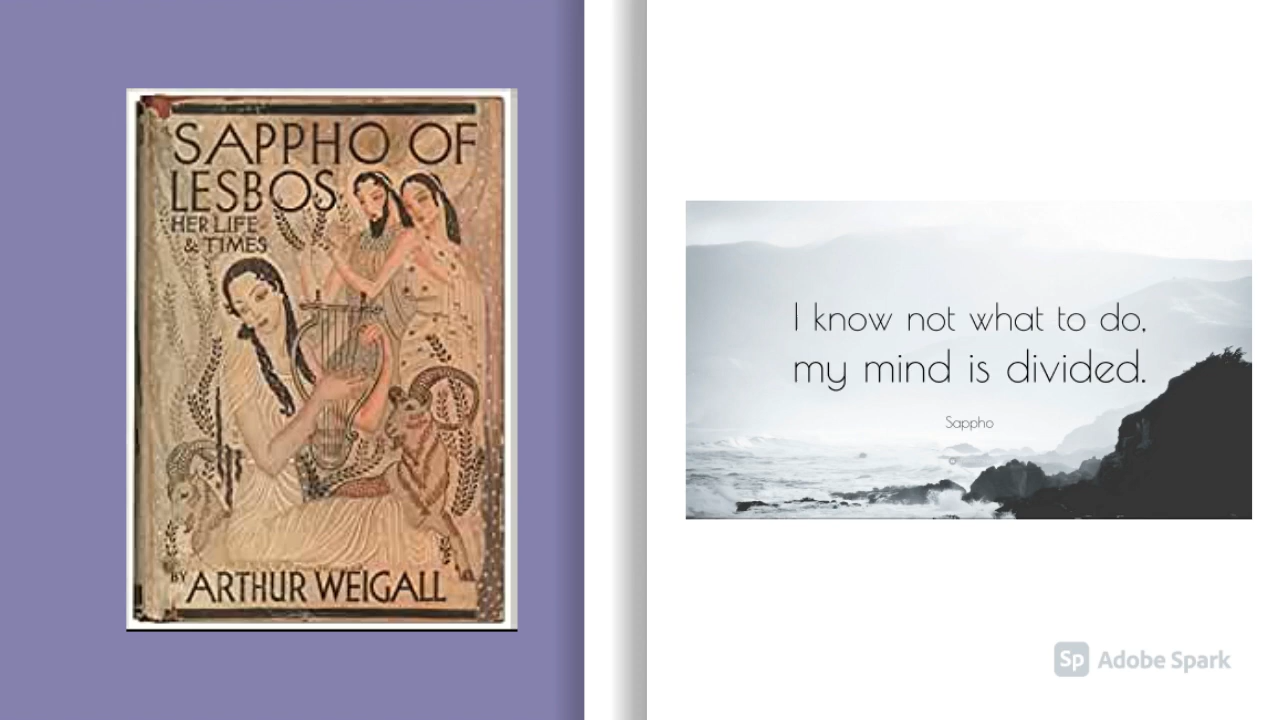 SAPPHO OF
LESBOS
HER LIFE
& TIMES
BY ARTHUR WEIGALL
I know not what to do,
my mind is divided.
Sappho
Sp Adobe Spark